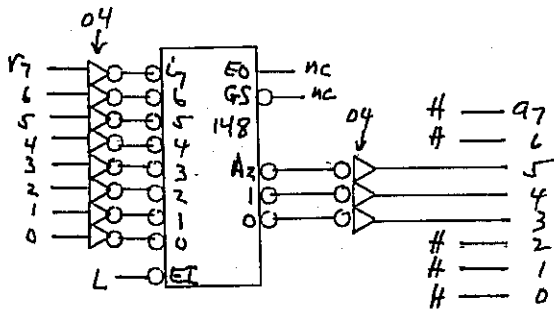 04
r7 i7 EO nc
6 6 GS nc
5 5 148
4 4 04
3 3 A2
2 2 1
1 1 0
0 0
L EI
H a7
H 6
5
4
3
H 2
H 1
H 0